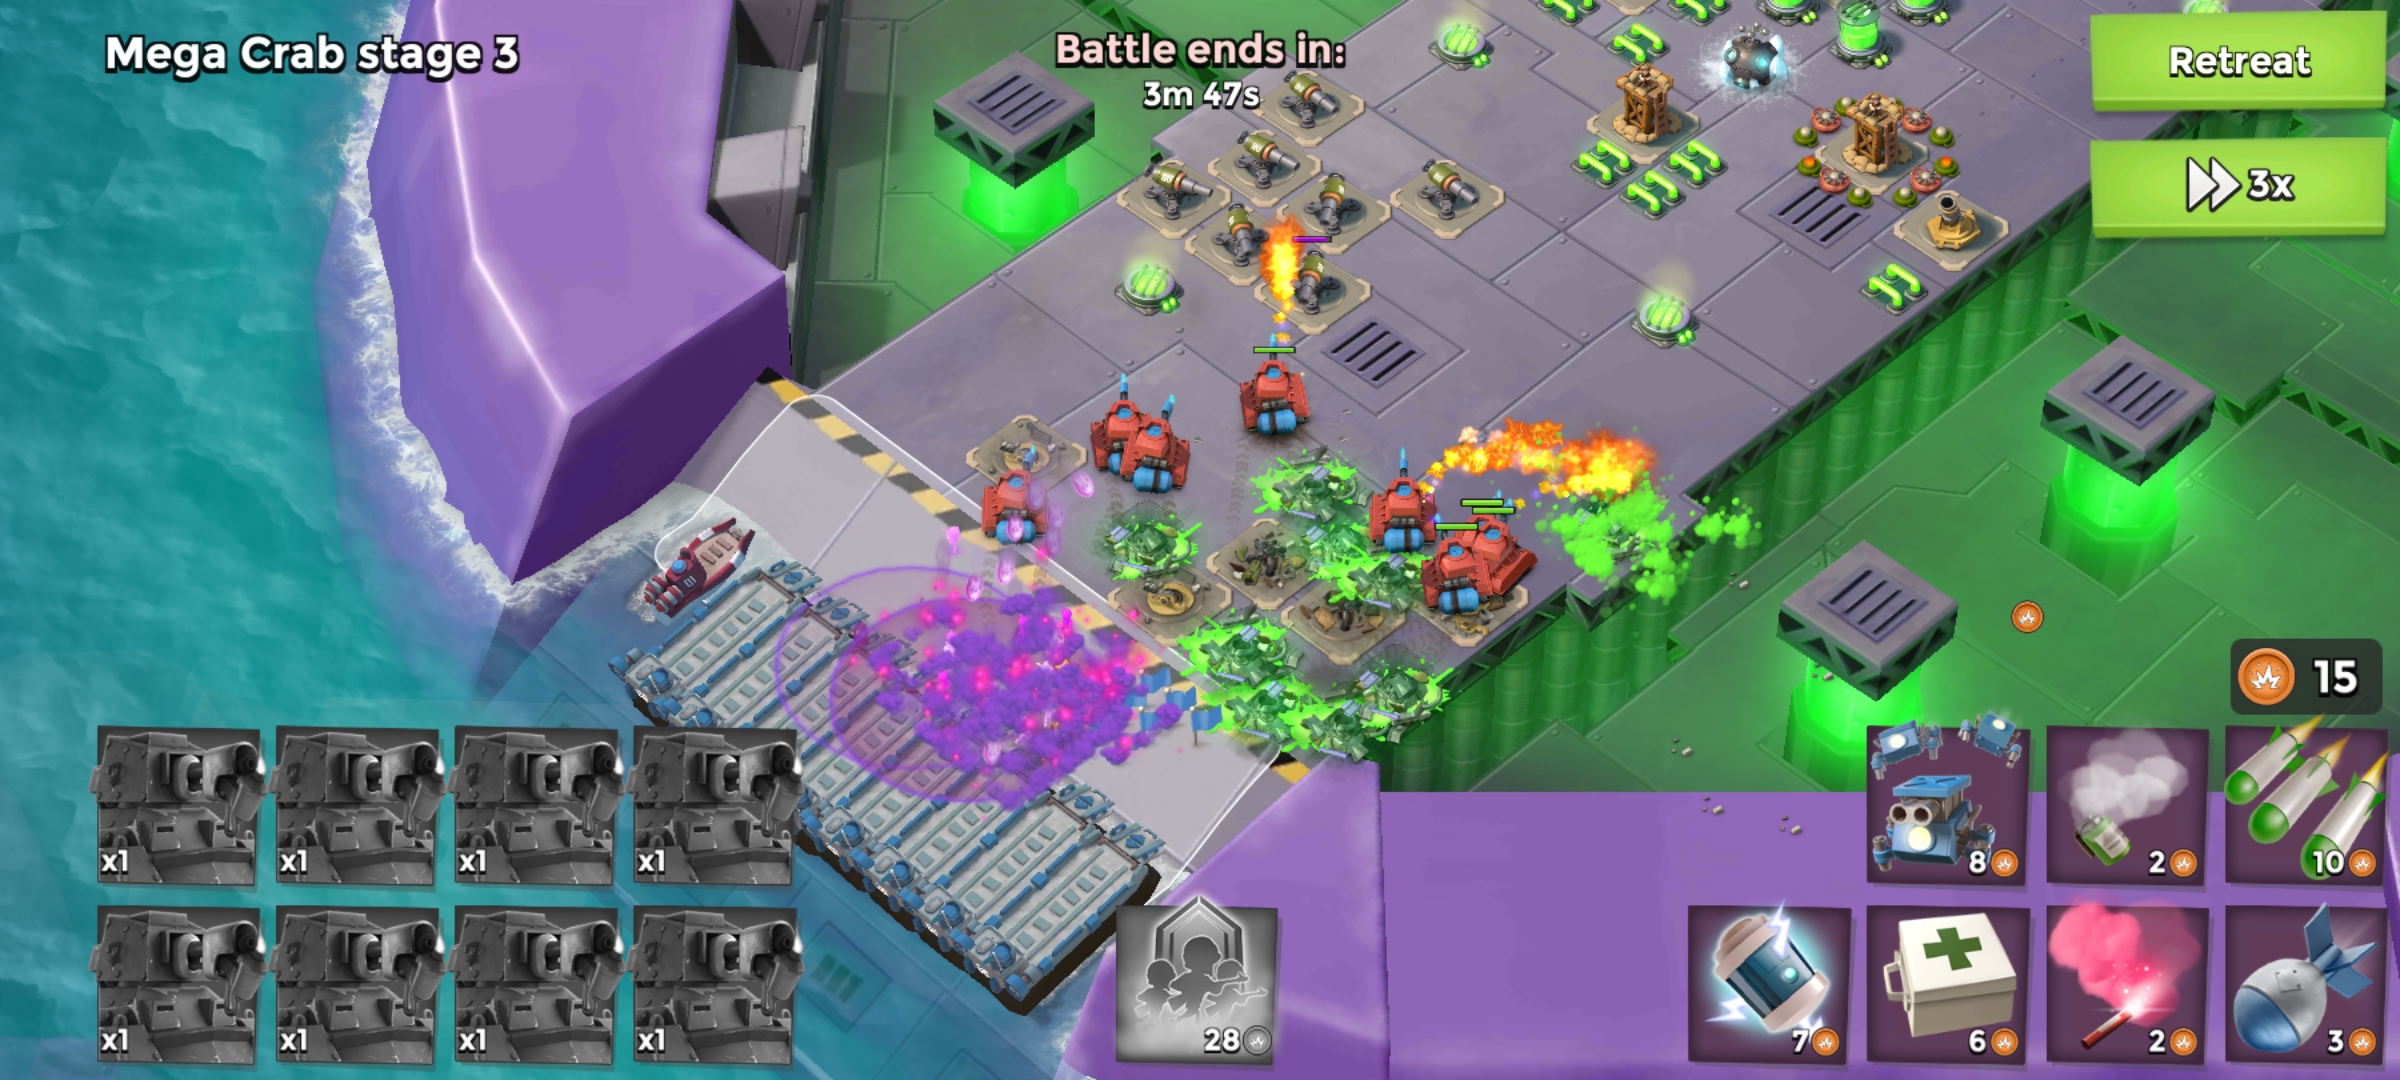 Mega Crab stage 3
Battle ends in:
3m 47s
Retreat
3x
15
8
2
10
x1
x1
x1
x1
x1
x1
x1
x1
28
7
6
2
3